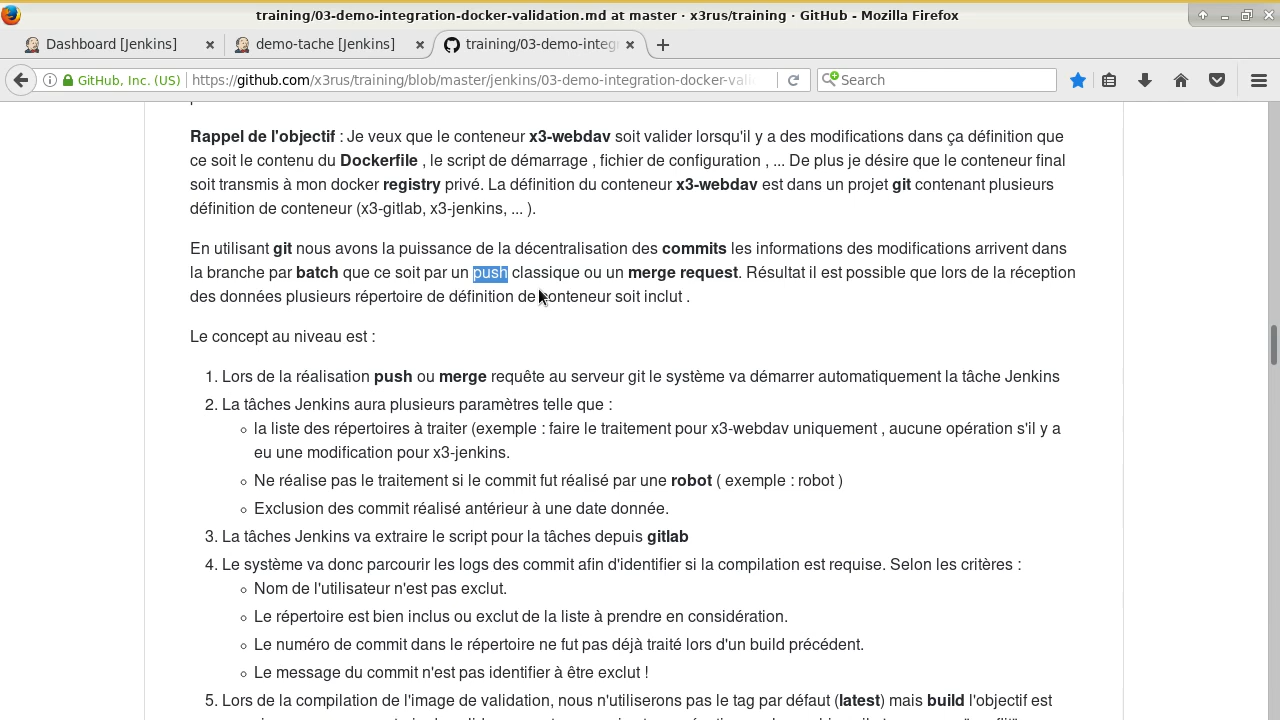 training/03-demo-integration-docker-validation.md at master · x3rus/training · GitHub - Mozilla Firefox
Dashboard [Jenkins]
demo-tache [Jenkins]
training/03-demo-integ
GitHub, Inc. (US)
https://github.com/x3rus/training/blob/master/jenkins/03-demo-integration-docker-vali
Search
Rappel de l'objectif : Je veux que le conteneur x3-webdav soit valider lorsqu'il y a des modifications dans ça définition que
ce soit le contenu du Dockerfile , le script de démarrage , fichier de configuration , ... De plus je désire que le conteneur final
soit transmis à mon docker registry privé. La définition du conteneur x3-webdav est dans un projet git contenant plusieurs
définition de conteneur (x3-gitlab, x3-jenkins, ... ).
En utilisant git nous avons la puissance de la décentralisation des commits les informations des modifications arrivent dans
la branche par batch que ce soit par un push classique ou un merge request. Résultat il est possible que lors de la réception
des données plusieurs répertoire de définition de conteneur soit inclut .
Le concept au niveau est :
1. Lors de la réalisation push ou merge requête au serveur git le système va démarrer automatiquement la tâche Jenkins
2. La tâches Jenkins aura plusieurs paramètres telle que :
◦ la liste des répertoires à traiter (exemple : faire le traitement pour x3-webdav uniquement , aucune opération s'il y a
eu une modification pour x3-jenkins.
◦ Ne réalise pas le traitement si le commit fut réalisé par une robot ( exemple : robot )
◦ Exclusion des commit réalisé antérieur à une date donnée.
3. La tâches Jenkins va extraire le script pour la tâches depuis gitlab
4. Le système va donc parcourir les logs des commit afin d'identifier si la compilation est requise. Selon les critères :
◦ Nom de l'utilisateur n'est pas exclut.
◦ Le répertoire est bien inclus ou exclut de la liste à prendre en considération.
◦ Le numéro de commit dans le répertoire ne fut pas déjà traité lors d'un build précédent.
◦ Le message du commit n'est pas identifier à être exclut !
5. Lors de la compilation de l'image de validation, nous n'utiliserons pas le tag par défaut (latest) mais build l'objectif est